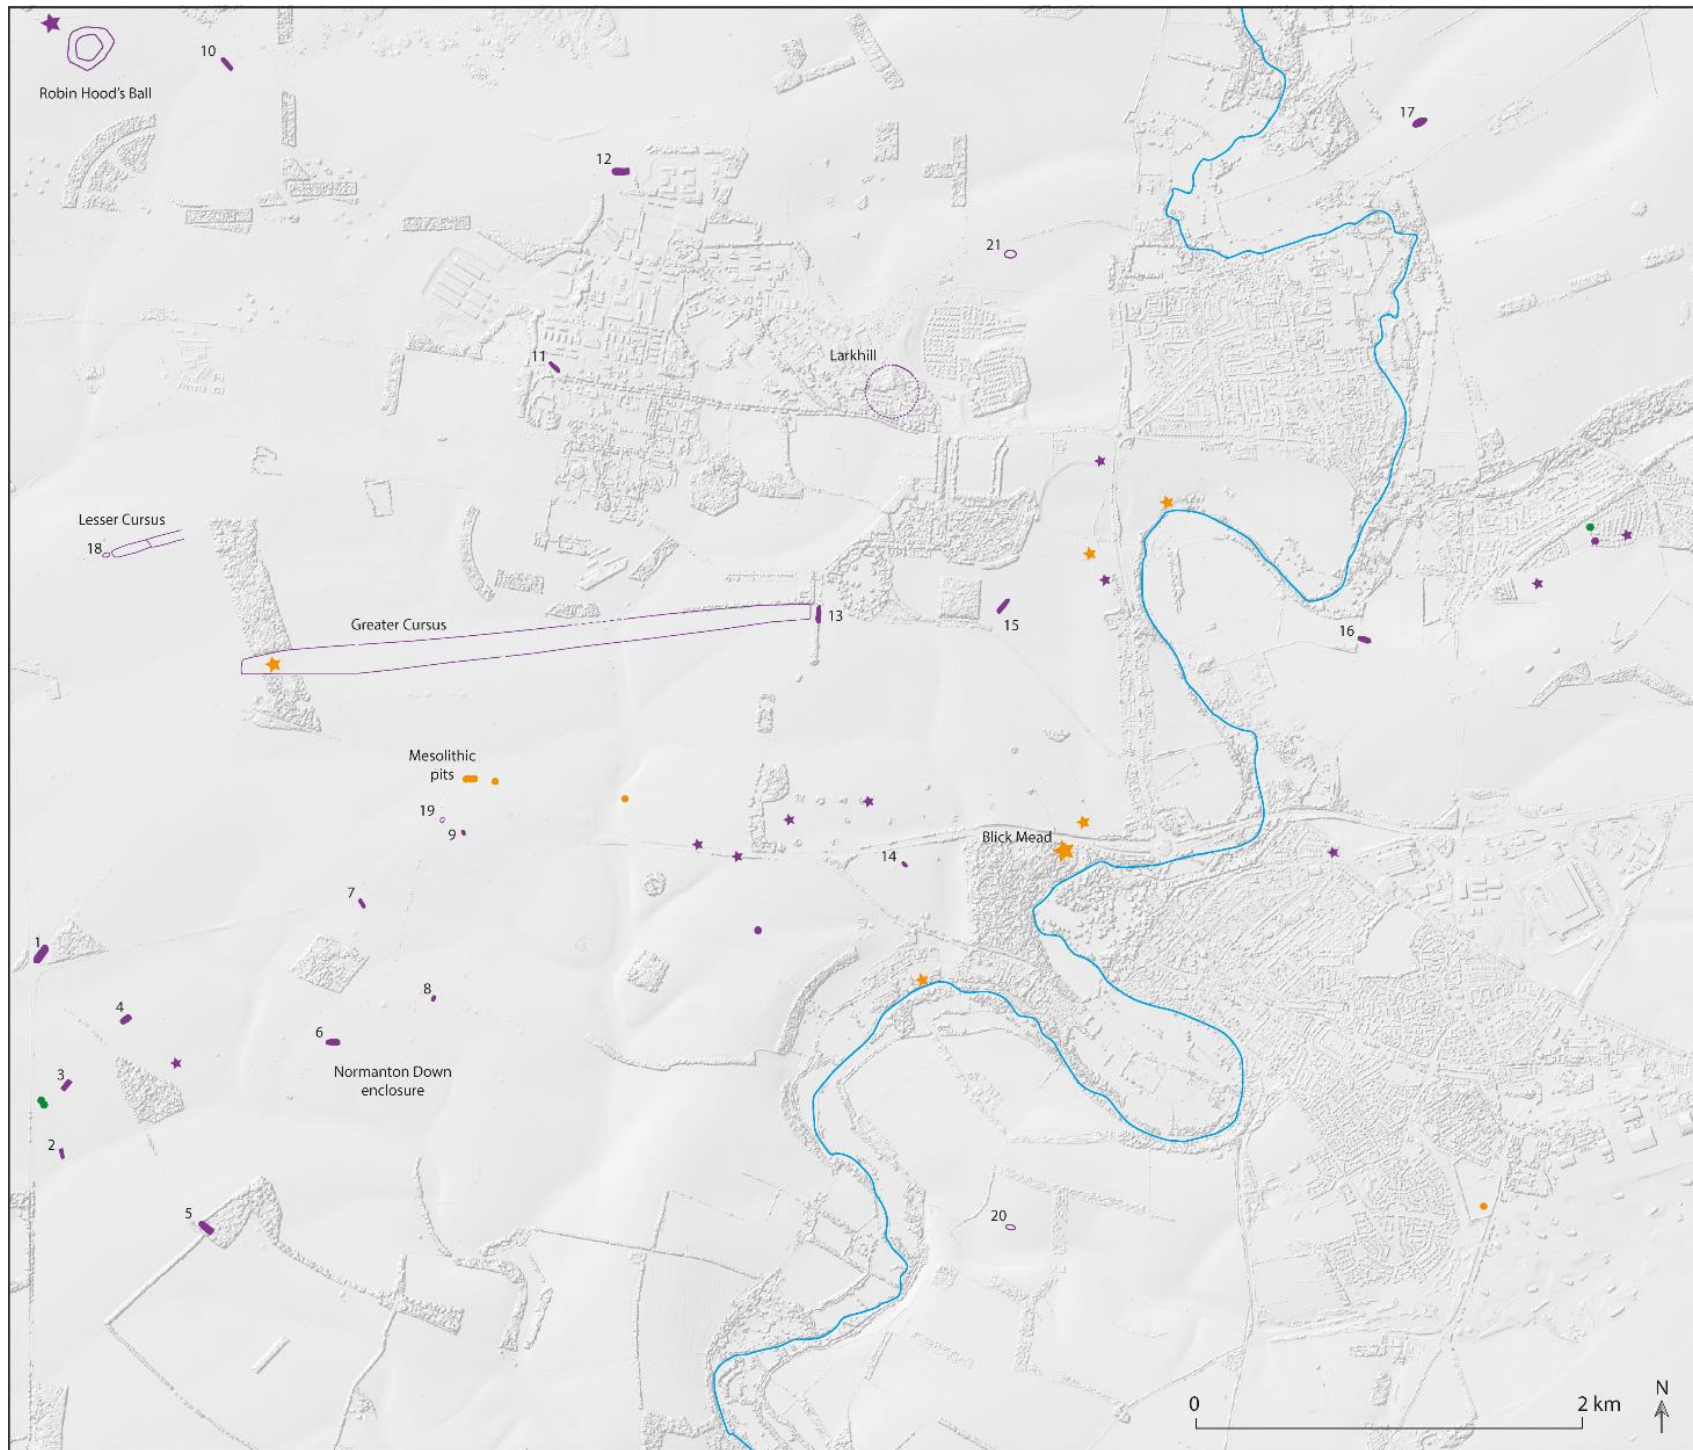 10
Robin Hood's Ball
17
12
21
11
Larkhill
Lesser Cursus
18
Greater Cursus
13
15
16
Mesolithic
pits
19
9
Blick Mead
14
7
1
8
4
6
Normanton Down
enclosure
3
2
5
20
0
2 km
N